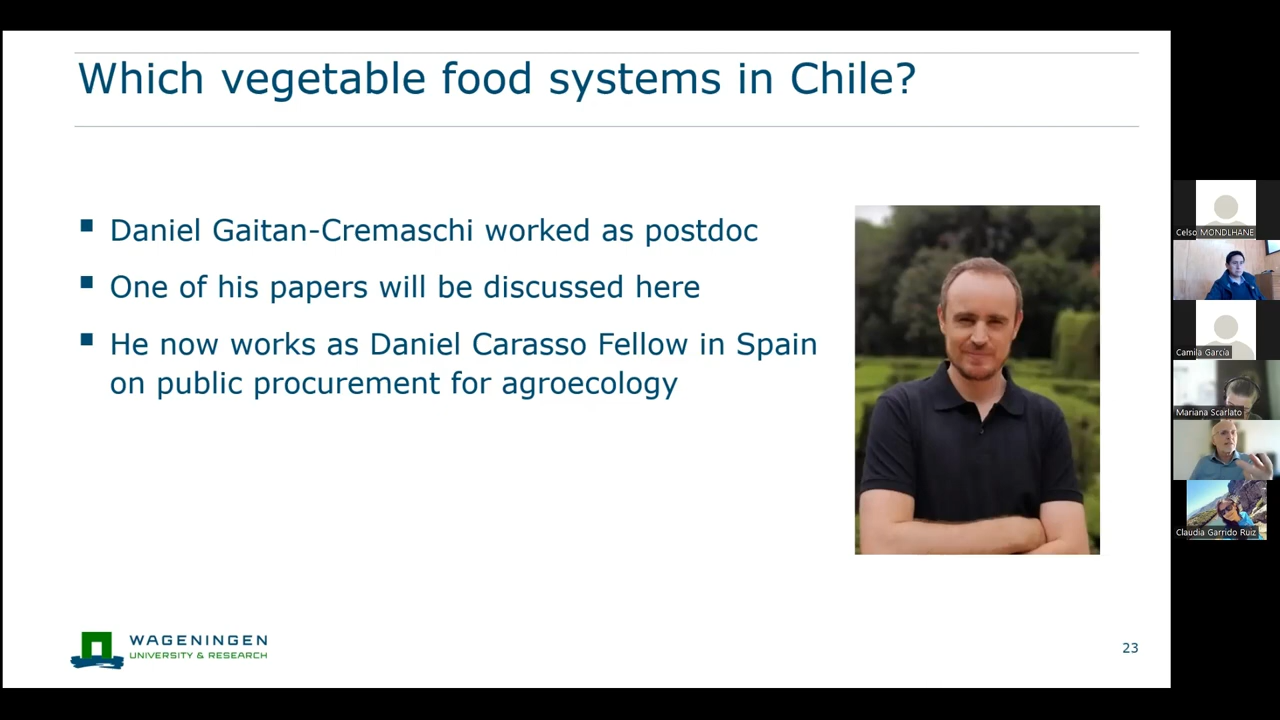 Which vegetable food systems in Chile?
Daniel Gaitan-Cremaschi worked as postdoc
One of his papers will be discussed here
He now works as Daniel Carasso Fellow in Spain
on public procurement for agroecology
WAGENINGEN
UNIVERSITY & RESEARCH
23
Celso MONDLHANE
Camila García
Mariana Scarlato
Claudia Garrido Ruiz